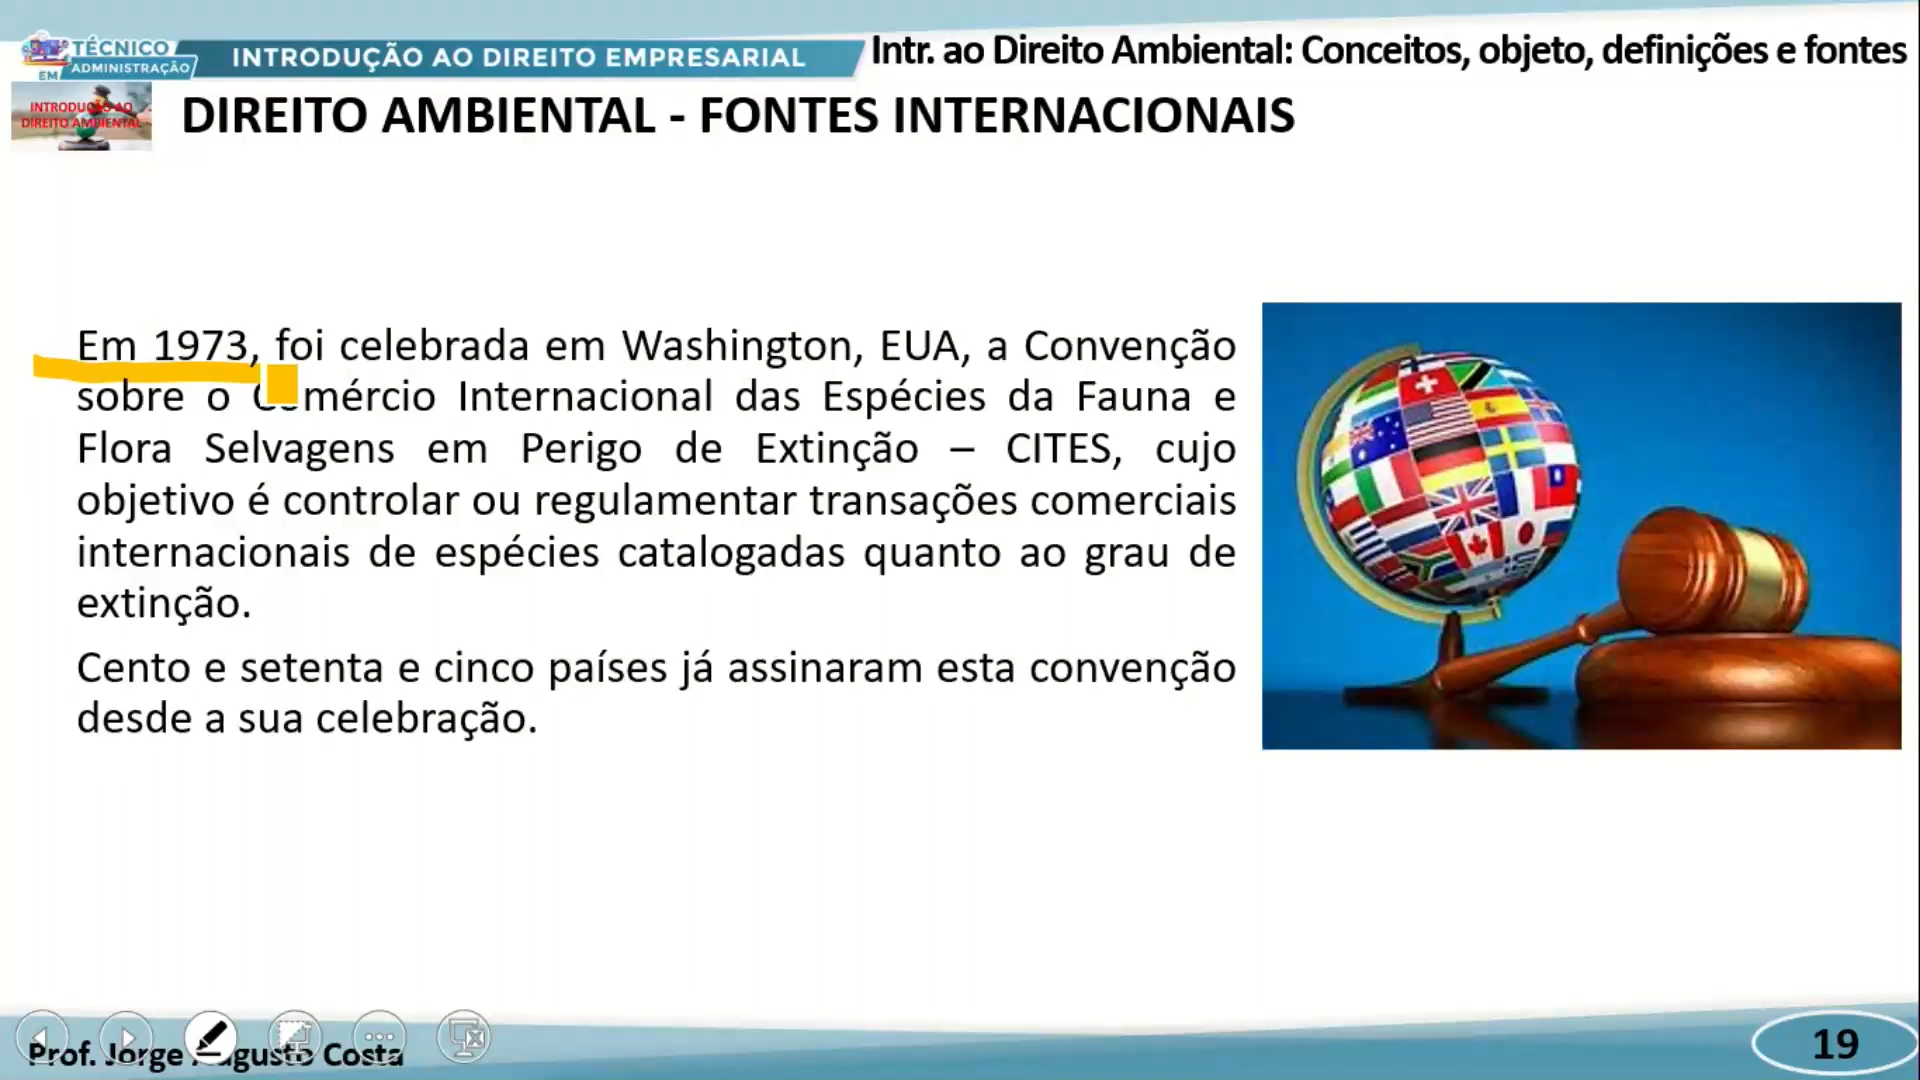 TÉCNICO
EM ADMINISTRAÇÃO
INTRODUÇÃO AO DIREITO EMPRESARIAL
Intr. ao Direito Ambiental: Conceitos, objeto, definições e fontes
INTRODUÇÃO AO
DIREITO AMBIENTAL
DIREITO AMBIENTAL - FONTES INTERNACIONAIS
Em 1973, foi celebrada em Washington, EUA, a Convenção
sobre o Comércio Internacional das Espécies da Fauna e
Flora Selvagens em Perigo de Extinção – CITES, cujo
objetivo é controlar ou regulamentar transações comerciais
internacionais de espécies catalogadas quanto ao grau de
extinção.
Cento e setenta e cinco países já assinaram esta convenção
desde a sua celebração.
Prof. Jorge Augusto Costa
19